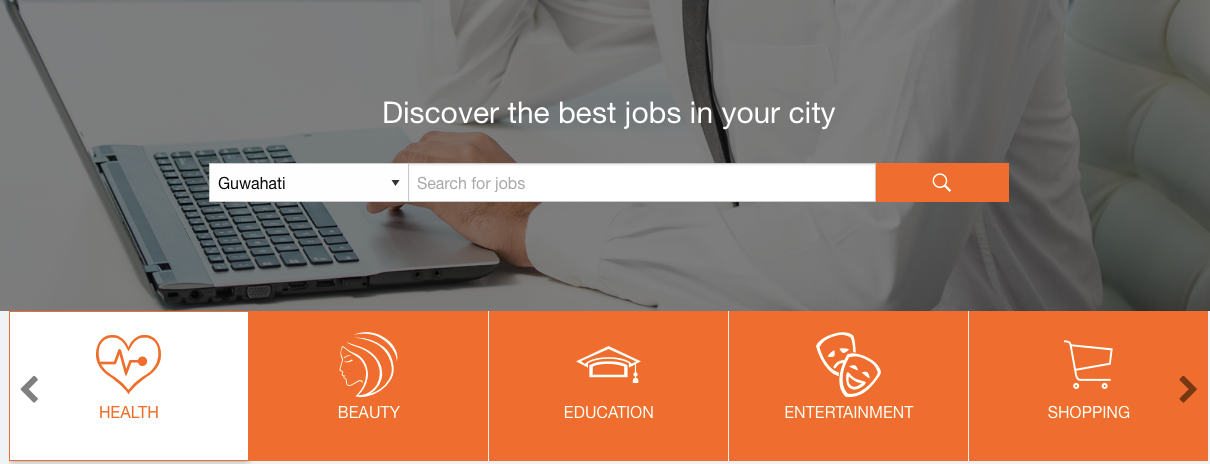 Discover the best jobs in your city
Guwahati
Search for jobs
HEALTH
BEAUTY
EDUCATION
ENTERTAINMENT
SHOPPING